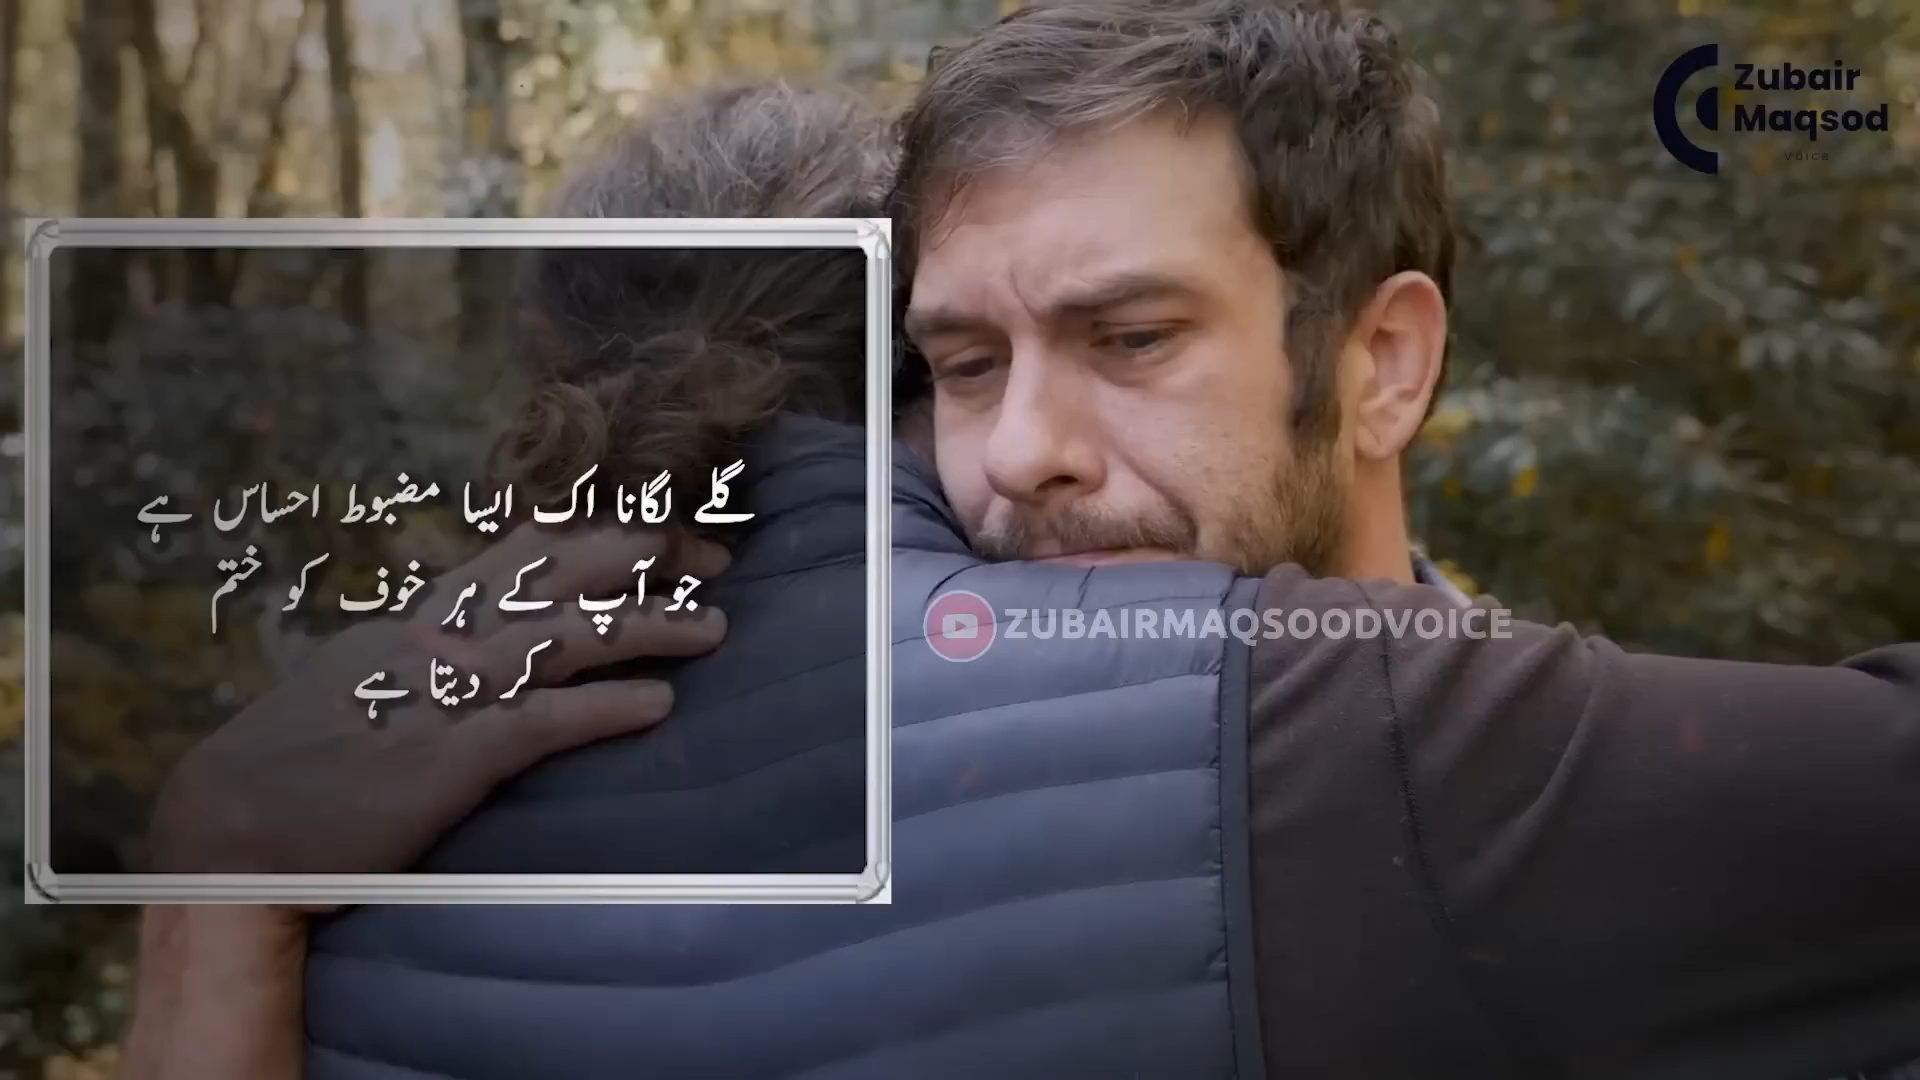 Zubair
Maqsod
Voice
گلے لگانا اک ایسا مضبوط احساس ہے
جو آپ کے ہر خوف کو ختم
کر دیتا ہے
ZUBAIRMAQSOODVOICE